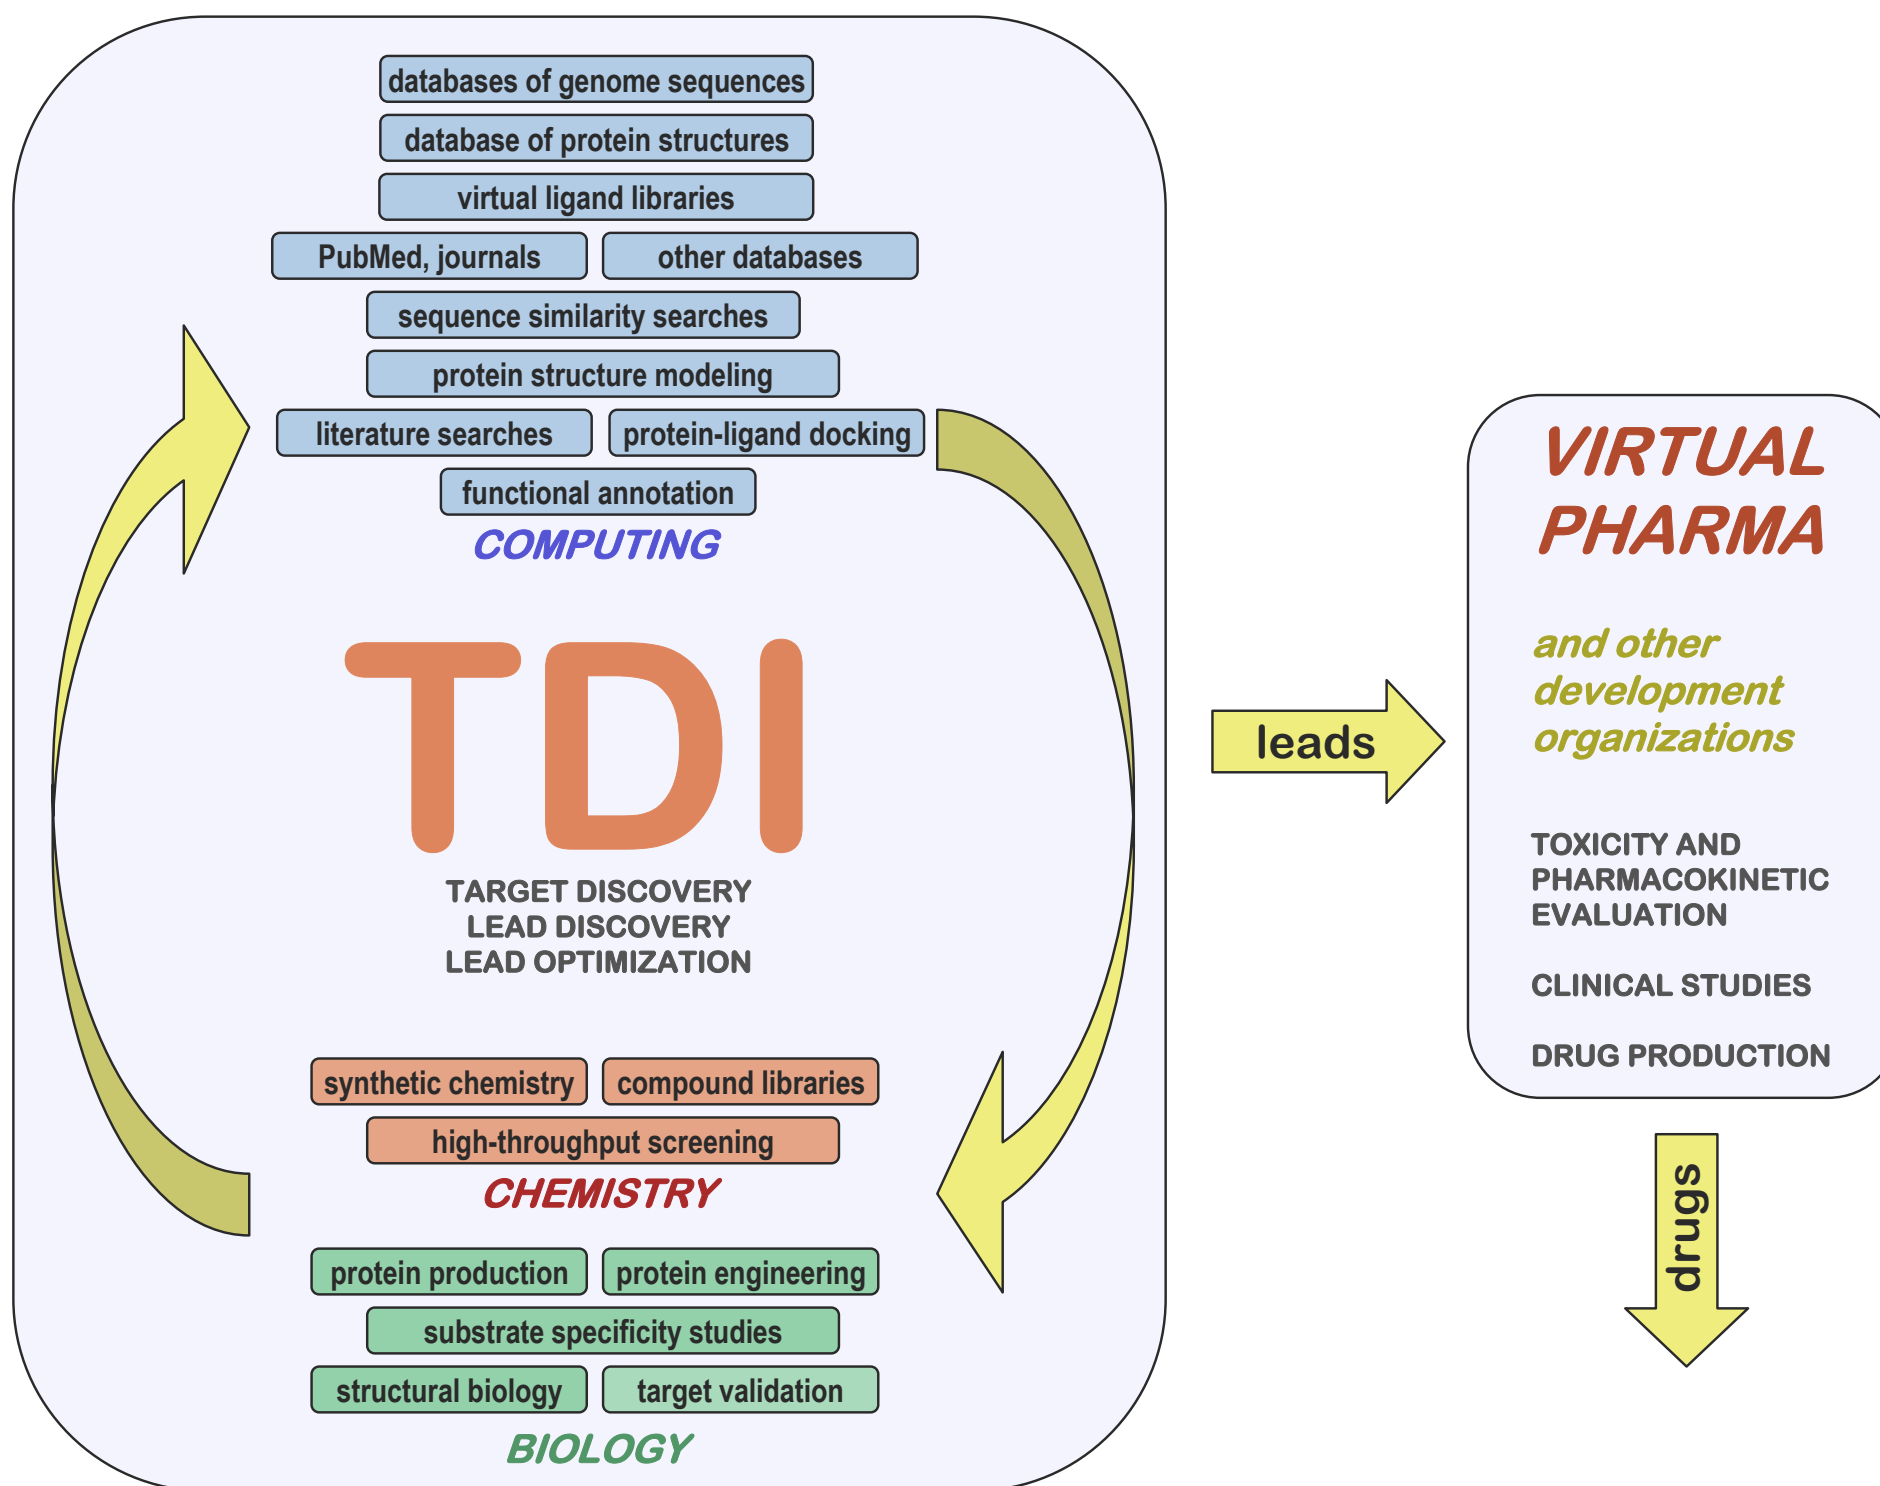 databases of genome sequences
database of protein structures
virtual ligand libraries
PubMed, journals
other databases
sequence similarity searches
protein structure modeling
literature searches
protein-ligand docking
functional annotation
COMPUTING
TDI
TARGET DISCOVERY
LEAD DISCOVERY
LEAD OPTIMIZATION
synthetic chemistry
compound libraries
high-throughput screening
CHEMISTRY
protein production
protein engineering
substrate specificity studies
structural biology
target validation
BIOLOGY
leads
VIRTUAL
PHARMA
and other
development
organizations
TOXICITY AND
PHARMACOKINETIC
EVALUATION
CLINICAL STUDIES
DRUG PRODUCTION
drugs